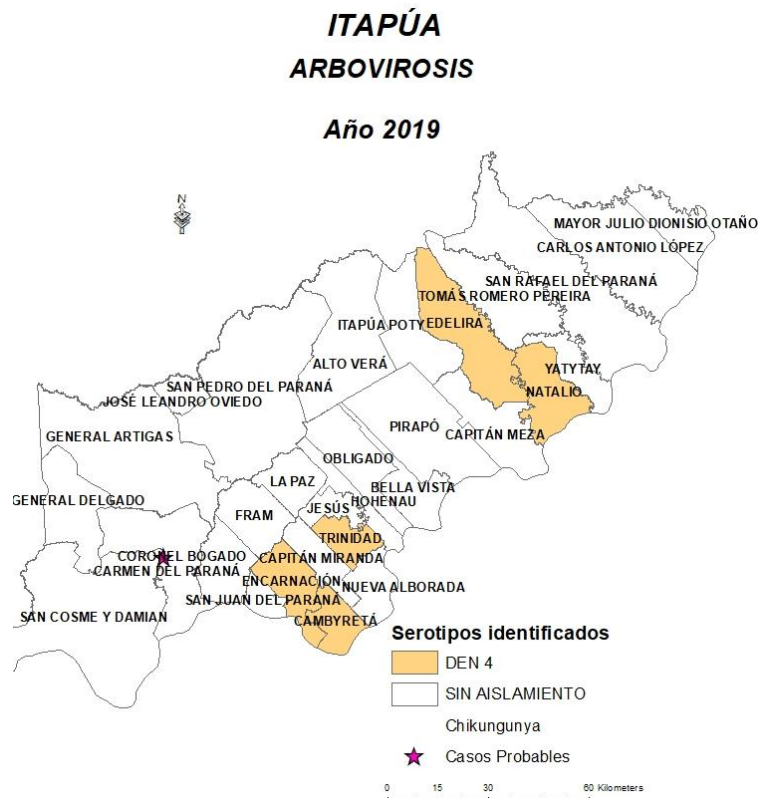 ITAPÚA
ARBOVIROSIS
Año 2019
N
MAYOR JULIO DIONISIO OTAÑO
CARLOS ANTONIO LÓPEZ
SAN RAFAEL DEL PARANÁ
TOMÁS ROMERO PEREIRA
ITAPÚA POTY
EDELIRA
ALTO VERÁ
YATYTAY
SAN PEDRO DEL PARANÁ
NATALIO
JOSÉ LEANDRO OVIEDO
PIRAPÓ
GENERAL ARTIGAS
CAPITÁN MEZA
OBLIGADO
LA PAZ
BELLA VISTA
GENERAL DELGADO
HOHENAU
JESÚS
FRAM
TRINIDAD
CORONEL BOGADO
CAPITÁN MIRANDA
CARMEN DEL PARANÁ
ENCARNACIÓN
NUEVA ALBORADA
SAN JUAN DEL PARANÁ
SAN COSME Y DAMIAN
CAMBYRETÁ
Serotipos identificados
DEN 4
SIN AISLAMIENTO
Chikungunya
Casos Probables
0 15 30 60 Kilometers